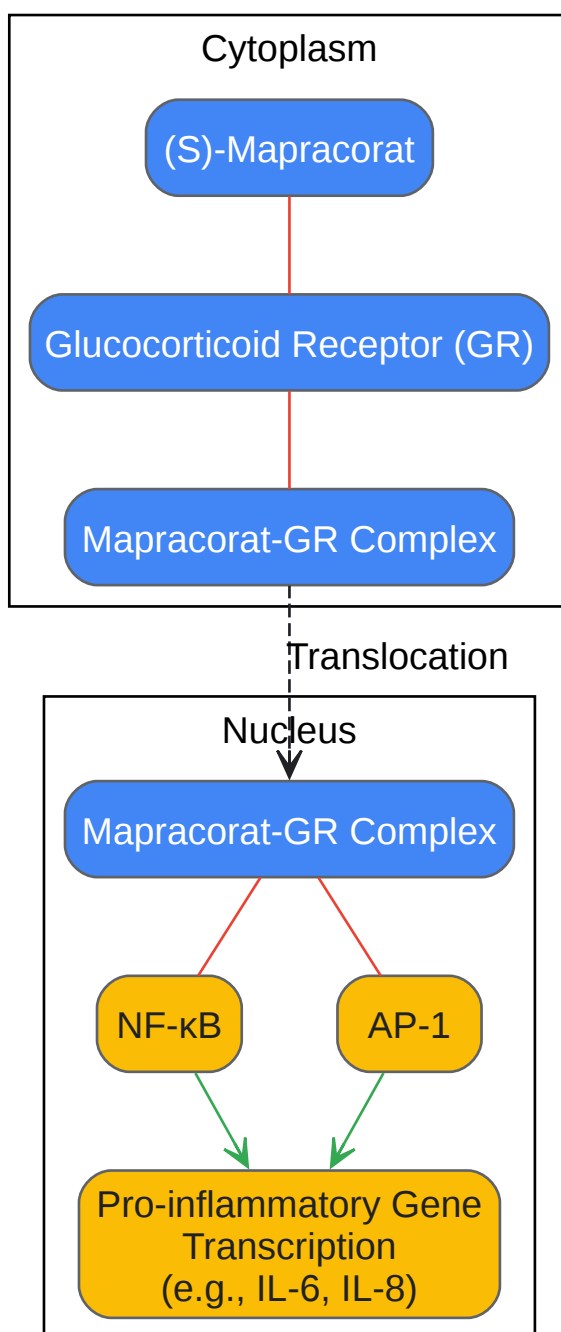 Cytoplasm
(S)-Mapracorat
Glucocorticoid Receptor (GR)
Mapracorat-GR Complex
Translocation
Nucleus
Mapracorat-GR Complex
NF-κB
AP-1
Pro-inflammatory Gene
Transcription
(e.g., IL-6, IL-8)